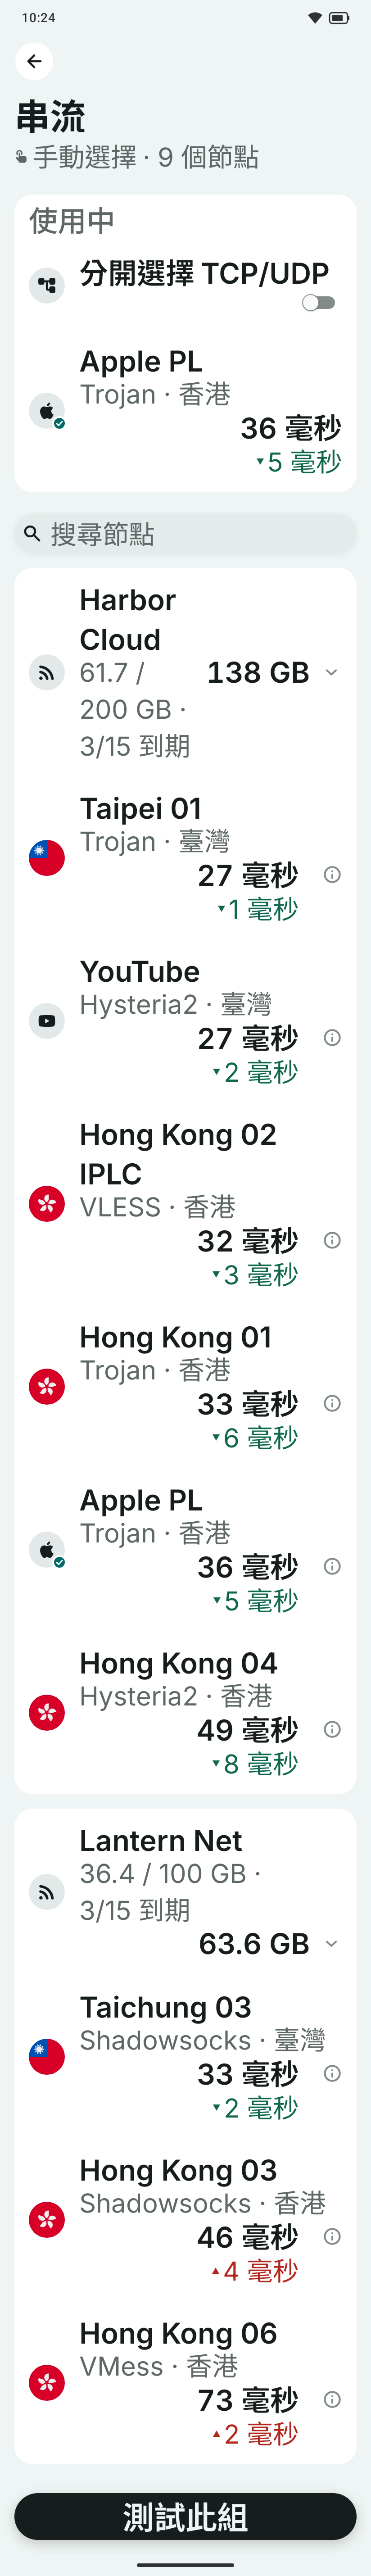 10:24
串流
手動選擇 · 9 個節點
使用中
分開選擇 TCP/UDP
Apple PL
Trojan · 香港
36 毫秒
▼5 毫秒
搜尋節點
Harbor
Cloud
61.7 /
200 GB ·
3/15 到期
138 GB
Taipei 01
Trojan · 臺灣
27 毫秒
▼1 毫秒
YouTube
Hysteria2 · 臺灣
27 毫秒
▼2 毫秒
Hong Kong 02
IPLC
VLESS · 香港
32 毫秒
▼3 毫秒
Hong Kong 01
Trojan · 香港
33 毫秒
▼6 毫秒
Apple PL
Trojan · 香港
36 毫秒
▼5 毫秒
Hong Kong 04
Hysteria2 · 香港
49 毫秒
▼8 毫秒
Lantern Net
36.4 / 100 GB ·
3/15 到期
63.6 GB
Taichung 03
Shadowsocks · 臺灣
33 毫秒
▼2 毫秒
Hong Kong 03
Shadowsocks · 香港
46 毫秒
▲4 毫秒
Hong Kong 06
VMess · 香港
73 毫秒
▲2 毫秒
測試此組